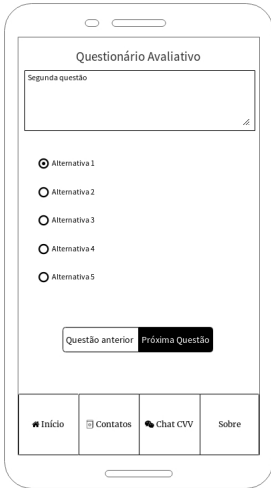 Questionário Avaliativo
Segunda questão
Alternativa 1
Alternativa 2
Alternativa 3
Alternativa 4
Alternativa 5
Questão anterior Próxima Questão
Início Contatos Chat CVV Sobre